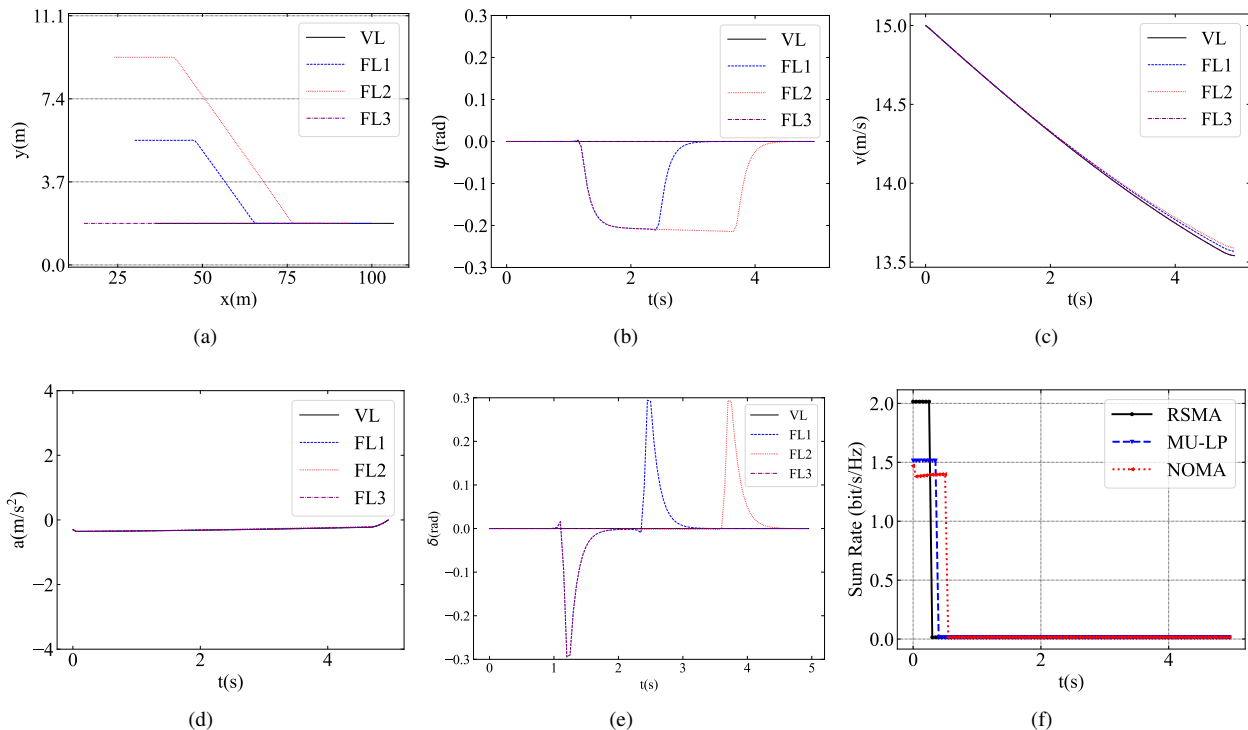 11.1
7.4
3.7
0.0
y(m)
25
50
75
100
x(m)
VL
FL1
FL2
FL3
(a)
0.3
0.2
0.1
0.0
−0.1
−0.2
−0.3
ψ (rad)
0
2
4
t(s)
VL
FL1
FL2
FL3
(b)
15.0
14.5
14.0
13.5
v(m/s)
0
2
4
t(s)
VL
FL1
FL2
FL3
(c)
4
2
0
−2
−4
a(m/s²)
0
2
4
t(s)
VL
FL1
FL2
FL3
(d)
0.3
0.2
0.1
0.0
−0.1
−0.2
−0.3
δ(rad)
0
1
2
3
4
5
t(s)
VL
FL1
FL2
FL3
(e)
2.0
1.5
1.0
0.5
0.0
Sum Rate (bit/s/Hz)
0
2
4
t(s)
RSMA
MU-LP
NOMA
(f)